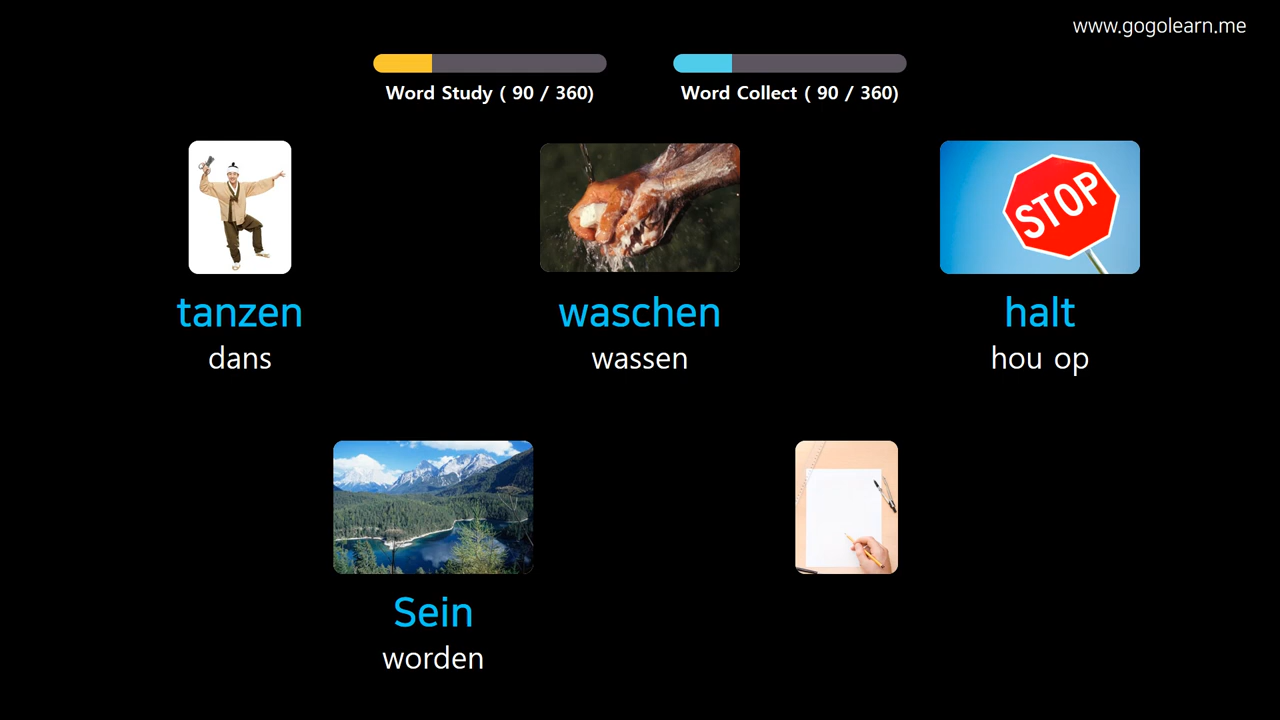 www.gogolearn.me
Word Study ( 90 / 360)
Word Collect ( 90 / 360)
STOP
tanzen
dans
waschen
wassen
halt
hou op
Sein
worden